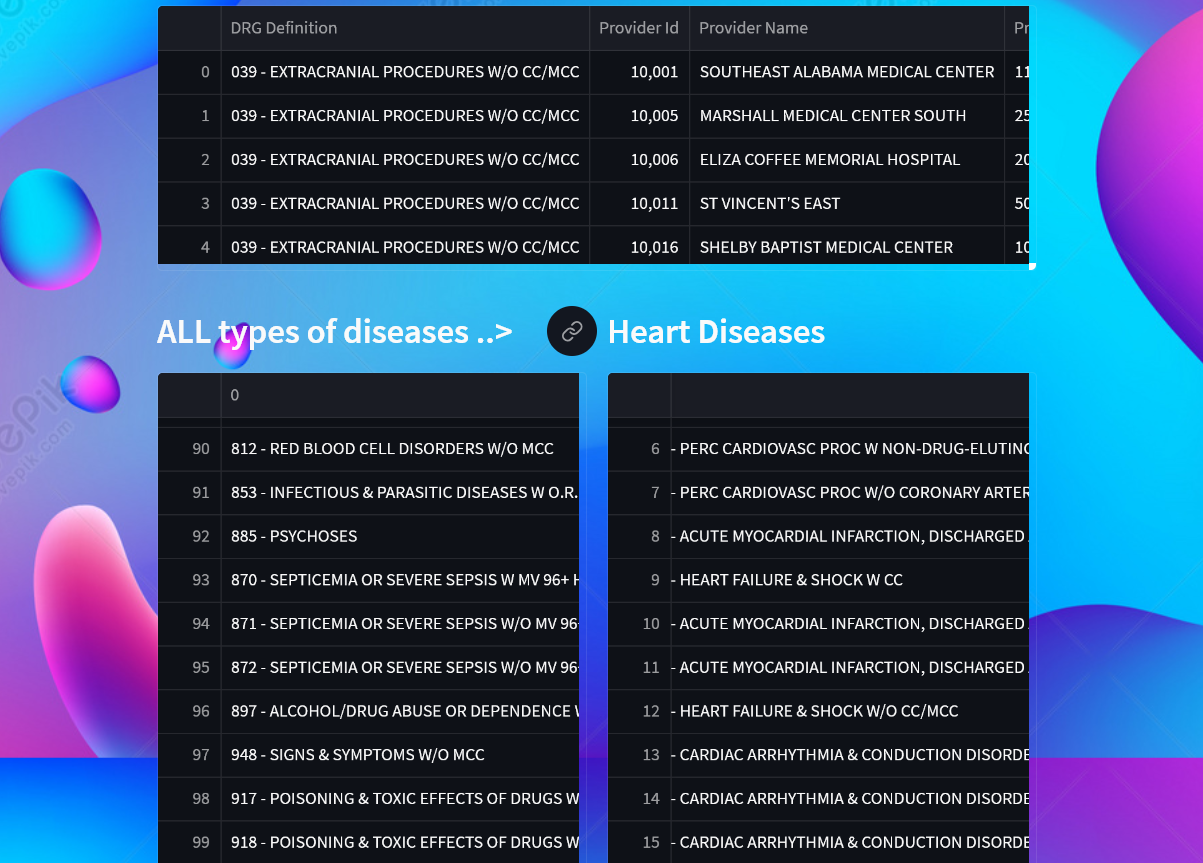 DRG Definition Provider Id Provider Name Pr
0 039 - EXTRACRANIAL PROCEDURES W/O CC/MCC 10,001 SOUTHEAST ALABAMA MEDICAL CENTER 11
1 039 - EXTRACRANIAL PROCEDURES W/O CC/MCC 10,005 MARSHALL MEDICAL CENTER SOUTH 25
2 039 - EXTRACRANIAL PROCEDURES W/O CC/MCC 10,006 ELIZA COFFEE MEMORIAL HOSPITAL 20
3 039 - EXTRACRANIAL PROCEDURES W/O CC/MCC 10,011 ST VINCENT'S EAST 50
4 039 - EXTRACRANIAL PROCEDURES W/O CC/MCC 10,016 SHELBY BAPTIST MEDICAL CENTER 10
ALL types of diseases ..>
0
90 812 - RED BLOOD CELL DISORDERS W/O MCC
91 853 - INFECTIOUS & PARASITIC DISEASES W O.R.
92 885 - PSYCHOSES
93 870 - SEPTICEMIA OR SEVERE SEPSIS W MV 96+ H
94 871 - SEPTICEMIA OR SEVERE SEPSIS W/O MV 96+
95 872 - SEPTICEMIA OR SEVERE SEPSIS W/O MV 96+
96 897 - ALCOHOL/DRUG ABUSE OR DEPENDENCE W
97 948 - SIGNS & SYMPTOMS W/O MCC
98 917 - POISONING & TOXIC EFFECTS OF DRUGS W
99 918 - POISONING & TOXIC EFFECTS OF DRUGS W
Heart Diseases
6 - PERC CARDIOVASC PROC W NON-DRUG-ELUTING
7 - PERC CARDIOVASC PROC W/O CORONARY ARTER
8 - ACUTE MYOCARDIAL INFARCTION, DISCHARGED
9 - HEART FAILURE & SHOCK W CC
10 - ACUTE MYOCARDIAL INFARCTION, DISCHARGED
11 - ACUTE MYOCARDIAL INFARCTION, DISCHARGED
12 - HEART FAILURE & SHOCK W/O CC/MCC
13 - CARDIAC ARRHYTHMIA & CONDUCTION DISORDE
14 - CARDIAC ARRHYTHMIA & CONDUCTION DISORDE
15 - CARDIAC ARRHYTHMIA & CONDUCTION DISORDE